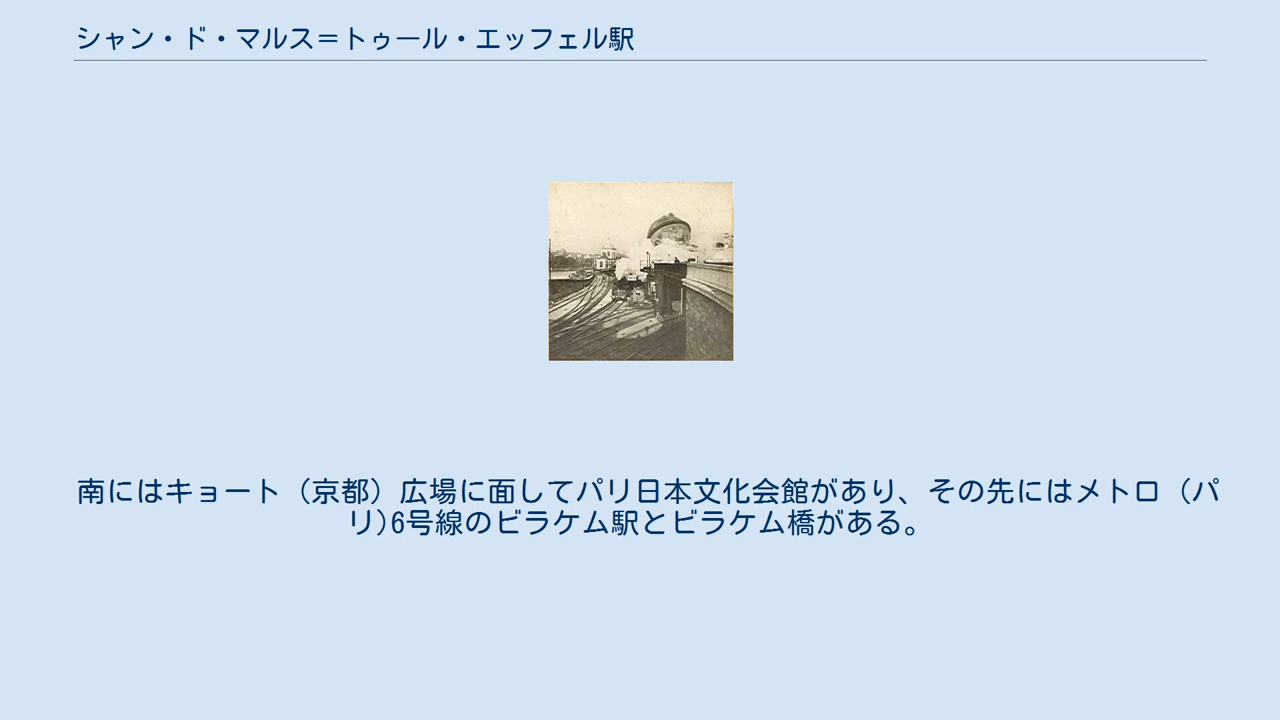 シャン・ド・マルス＝トゥール・エッフェル駅
南にはキョート（京都）広場に面してパリ日本文化会館があり、その先にはメトロ（パ
リ)6号線のビラケム駅とビラケム橋がある。